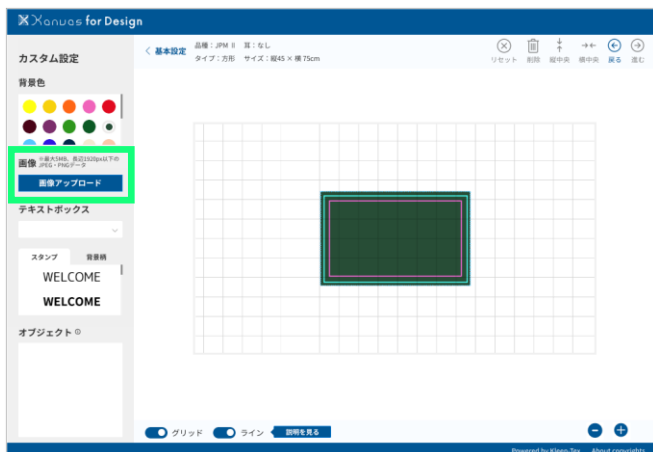 Xanvas for Design
カスタム設定
背景色
画像 ※最大5MB、長辺1920px以下の
JPEG・PNGデータ
画像アップロード
テキストボックス
スタンプ 背景柄
WELCOME
WELCOME
オブジェクト
基本設定
品種：JPM II 耳：なし
タイプ：方形 サイズ：縦45 × 横75cm
リセット 削除 縦中央 横中央 戻る 進む
グリッド ライン 説明を見る
Powered by Kleen-Tex About copyrights